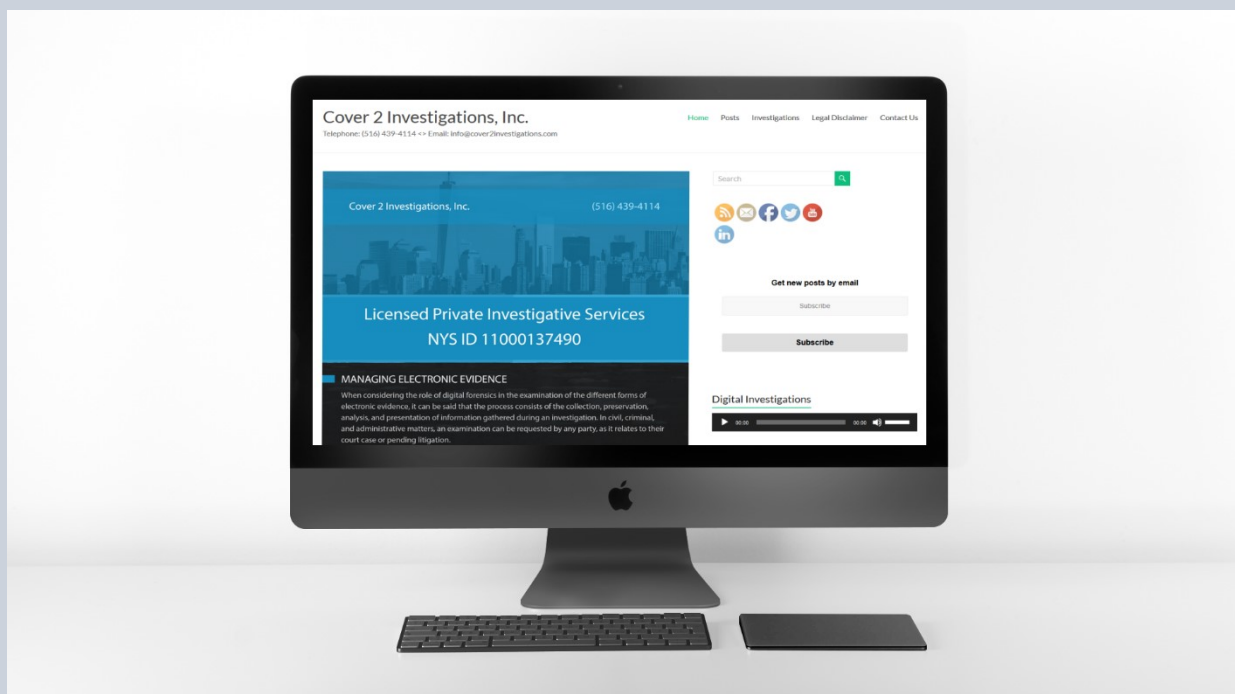 Cover 2 Investigations, Inc.
Telephone: (516) 439-4114 <> Email: info@cover2investigations.com
Home Posts Investigations Legal Disclaimer Contact Us
Cover 2 Investigations, Inc. (516) 439-4114
Licensed Private Investigative Services
NYS ID 11000137490
MANAGING ELECTRONIC EVIDENCE
When considering the role of digital forensics in the examination of the different forms of
electronic evidence, it can be said that the process consists of the collection, preservation,
analysis, and presentation of information gathered during an investigation. In civil, criminal,
and administrative matters, an examination can be requested by any party, as it relates to their
court case or pending litigation.
Search
in
Get new posts by email
Subscribe
Subscribe
Digital Investigations
00:00 00:00